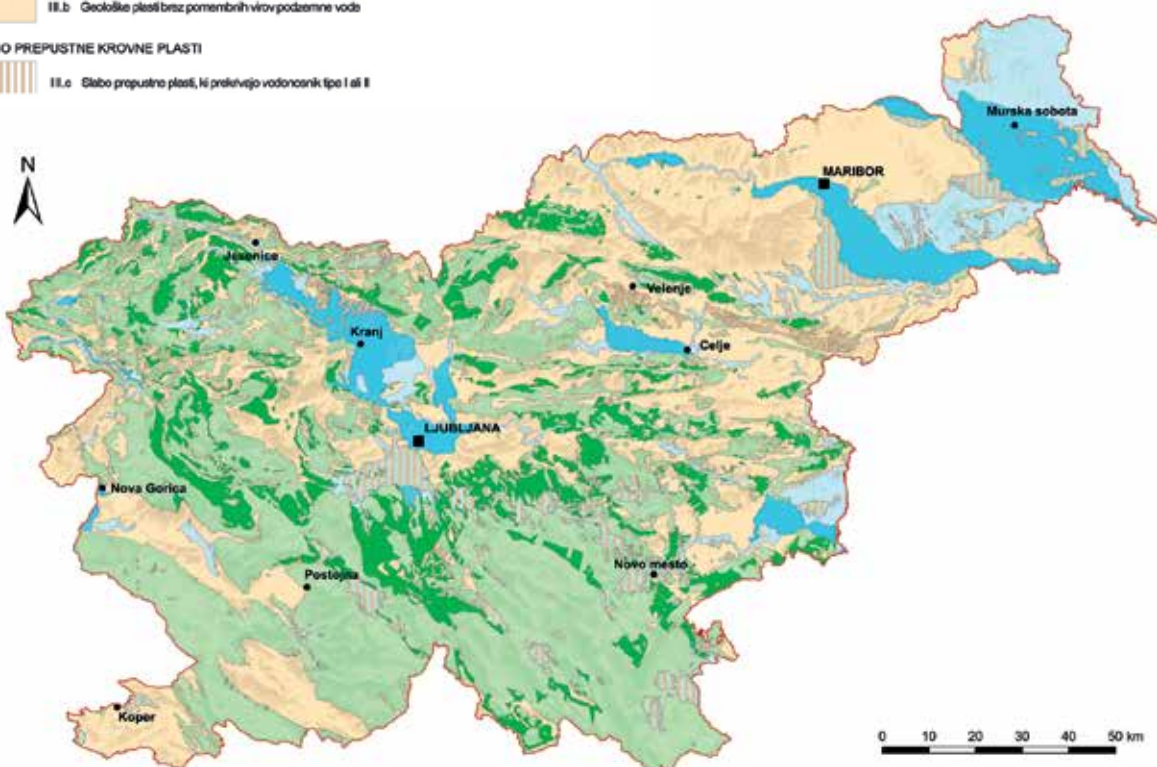 III.b Geološke plasti brez pomembnih virov podzemne vode
O PREPUSTNE KROVNE PLASTI
III.c Slabo prepustne plasti, ki prekrivajo vodonosnik tipa I ali II
N
Murska sobota
MARIBOR
Jesenice
Velenje
Kranj
Celje
LJUBLJANA
Nova Gorica
Novo mesto
Postojna
Koper
0 10 20 30 40 50 km